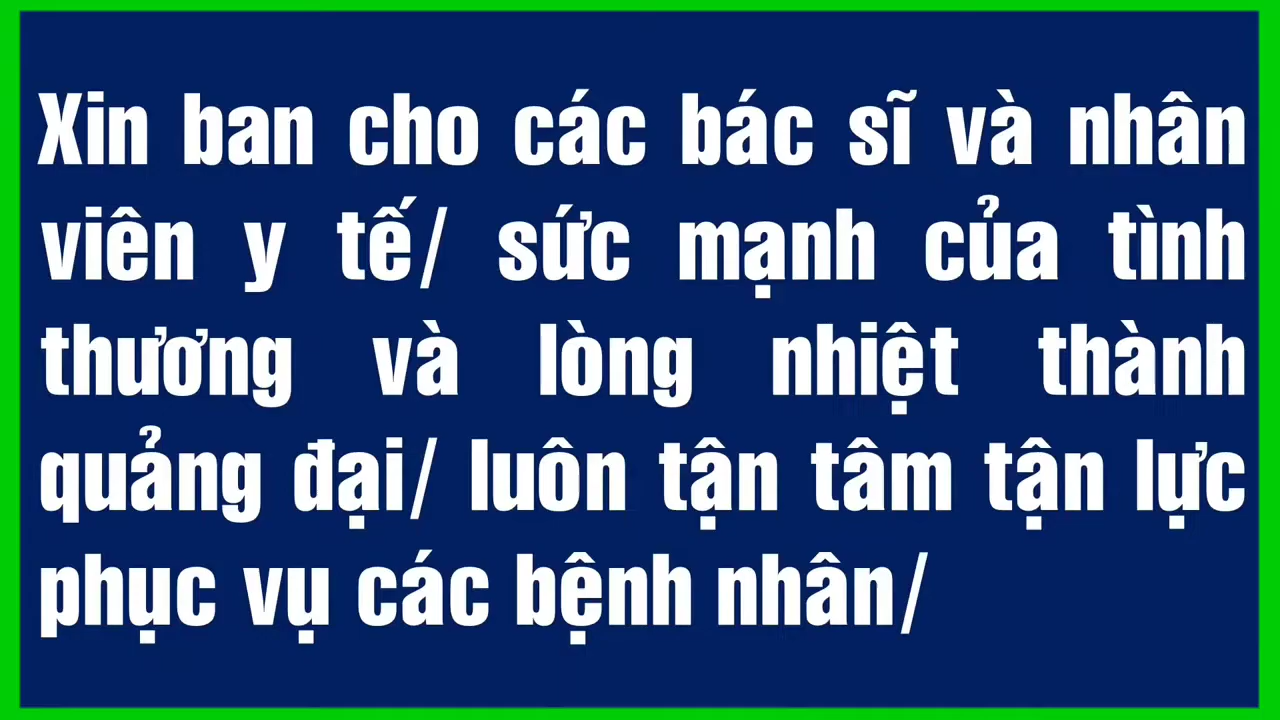 Xin ban cho các bác sĩ và nhân
viên y tế/ sức mạnh của tình
thương và lòng nhiệt thành
quảng đại/ luôn tận tâm tận lực
phục vụ các bệnh nhân/